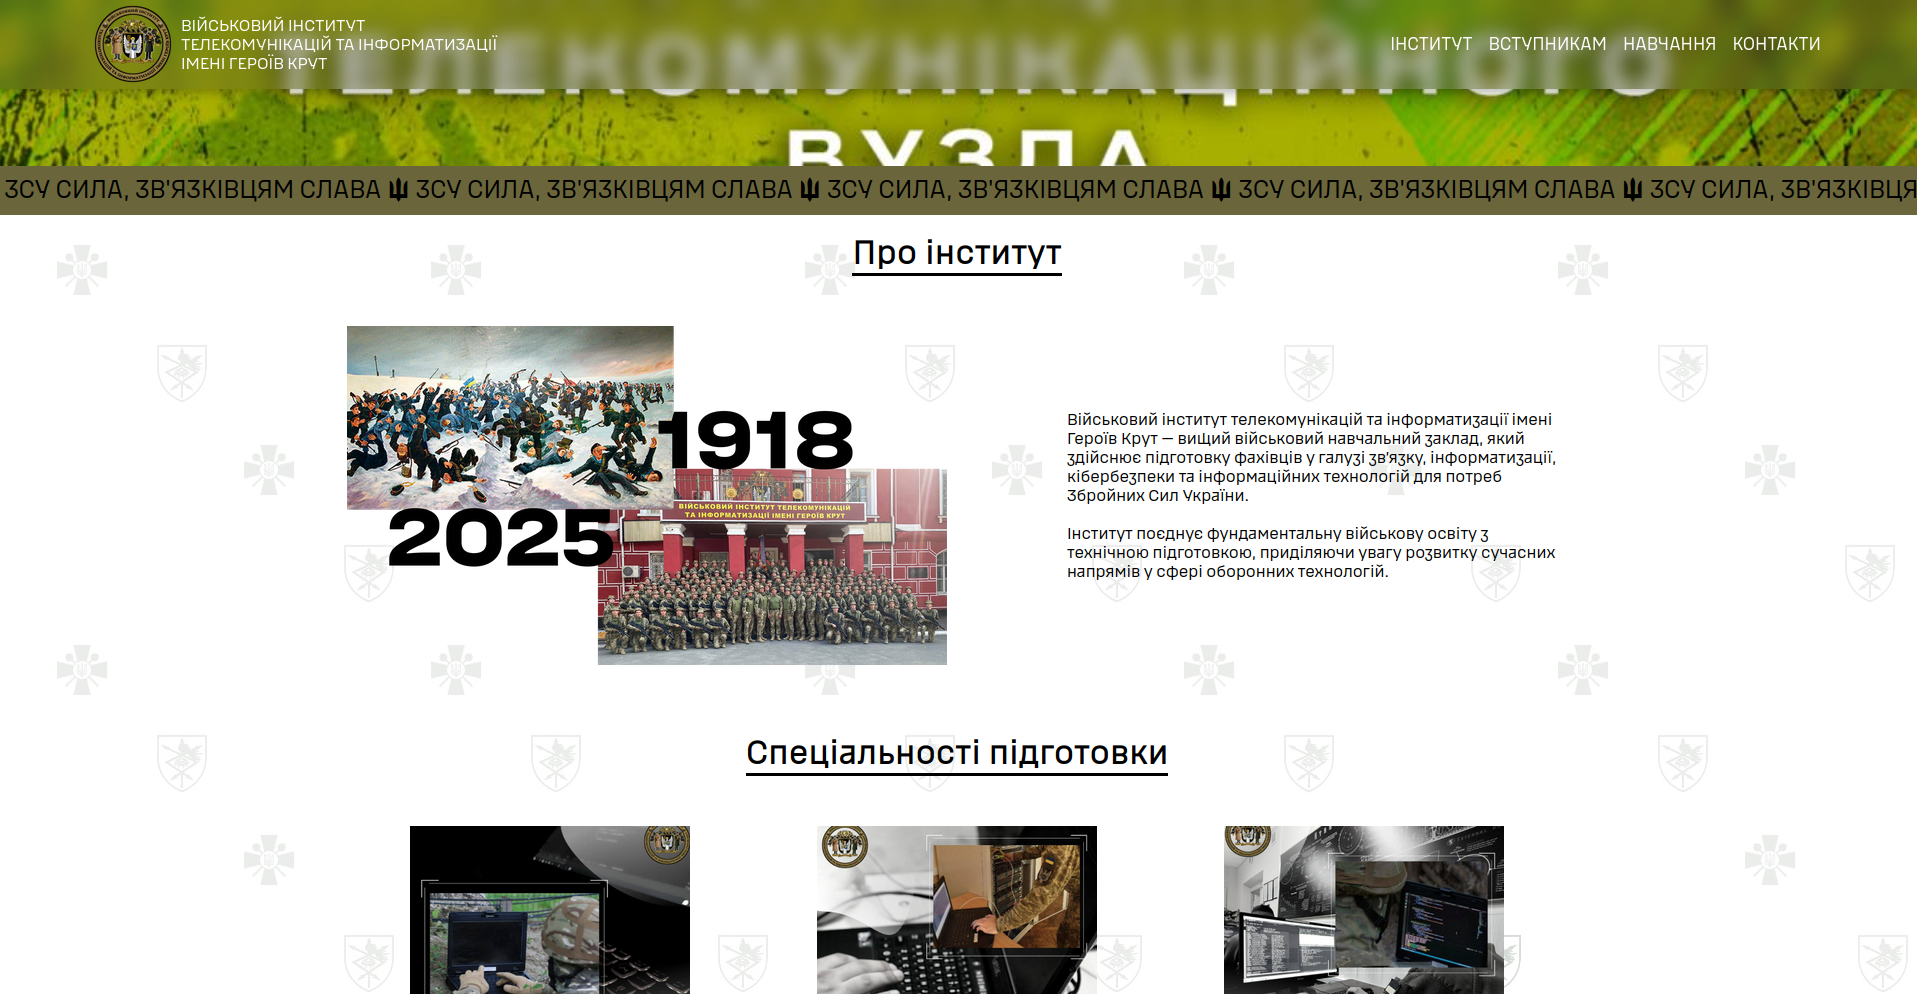 ВІЙСЬКОВИЙ ІНСТИТУТ
ТЕЛЕКОМУНІКАЦІЙ ТА ІНФОРМАТИЗАЦІЇ
ІМЕНІ ГЕРОЇВ КРУТ
ІНСТИТУТ ВСТУПНИКАМ НАВЧАННЯ КОНТАКТИ
ТЕЛЕКОМУНІКАЦІЙНОГО
ВУЗЛА
ЗСУ СИЛА, ЗВ'ЯЗКІВЦЯМ СЛАВА ЗСУ СИЛА, ЗВ'ЯЗКІВЦЯМ СЛАВА ЗСУ СИЛА, ЗВ'ЯЗКІВЦЯМ СЛАВА ЗСУ СИЛА, ЗВ'ЯЗКІВЦЯМ СЛАВА ЗСУ СИЛА, ЗВ'ЯЗКІВЦЯ
Про інститут
1918
ВІЙСЬКОВИЙ ІНСТИТУТ ТЕЛЕКОМУНІКАЦІЙ
ТА ІНФОРМАТИЗАЦІЇ ІМЕНІ ГЕРОЇВ КРУТ
2025
Військовий інститут телекомунікацій та інформатизації імені
Героїв Крут — вищий військовий навчальний заклад, який
здійснює підготовку фахівців у галузі зв'язку, інформатизації,
кібербезпеки та інформаційних технологій для потреб
Збройних Сил України.
Інститут поєднує фундаментальну військову освіту з
технічною підготовкою, приділяючи увагу розвитку сучасних
напрямів у сфері оборонних технологій.
Спеціальності підготовки